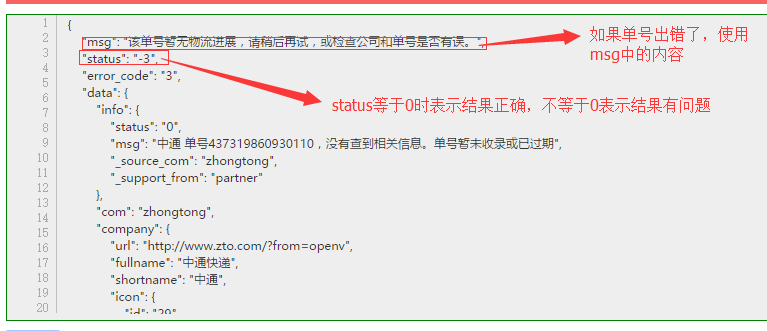 1 {
2 "msg": "该单号暂无物流进展，请稍后再试，或检查公司和单号是否有误。",
3 "status": "-3",
4 "error_code": "3",
5 "data": {
6 "info": {
7 "status": "0",
8 "msg": "中通 单号437319860930110，没有查到相关信息。单号暂未收录或已过期",
9 "_source_com": "zhongtong",
10 "_support_from": "partner"
11 },
12 "com": "zhongtong",
13 "company": {
14 "url": "http://www.zto.com/?from=openv",
15 "fullname": "中通快递",
16 "shortname": "中通",
17 "icon": {
18 "id": "29"
19
20
如果单号出错了，使用
msg中的内容
status等于0时表示结果正确，不等于0表示结果有问题